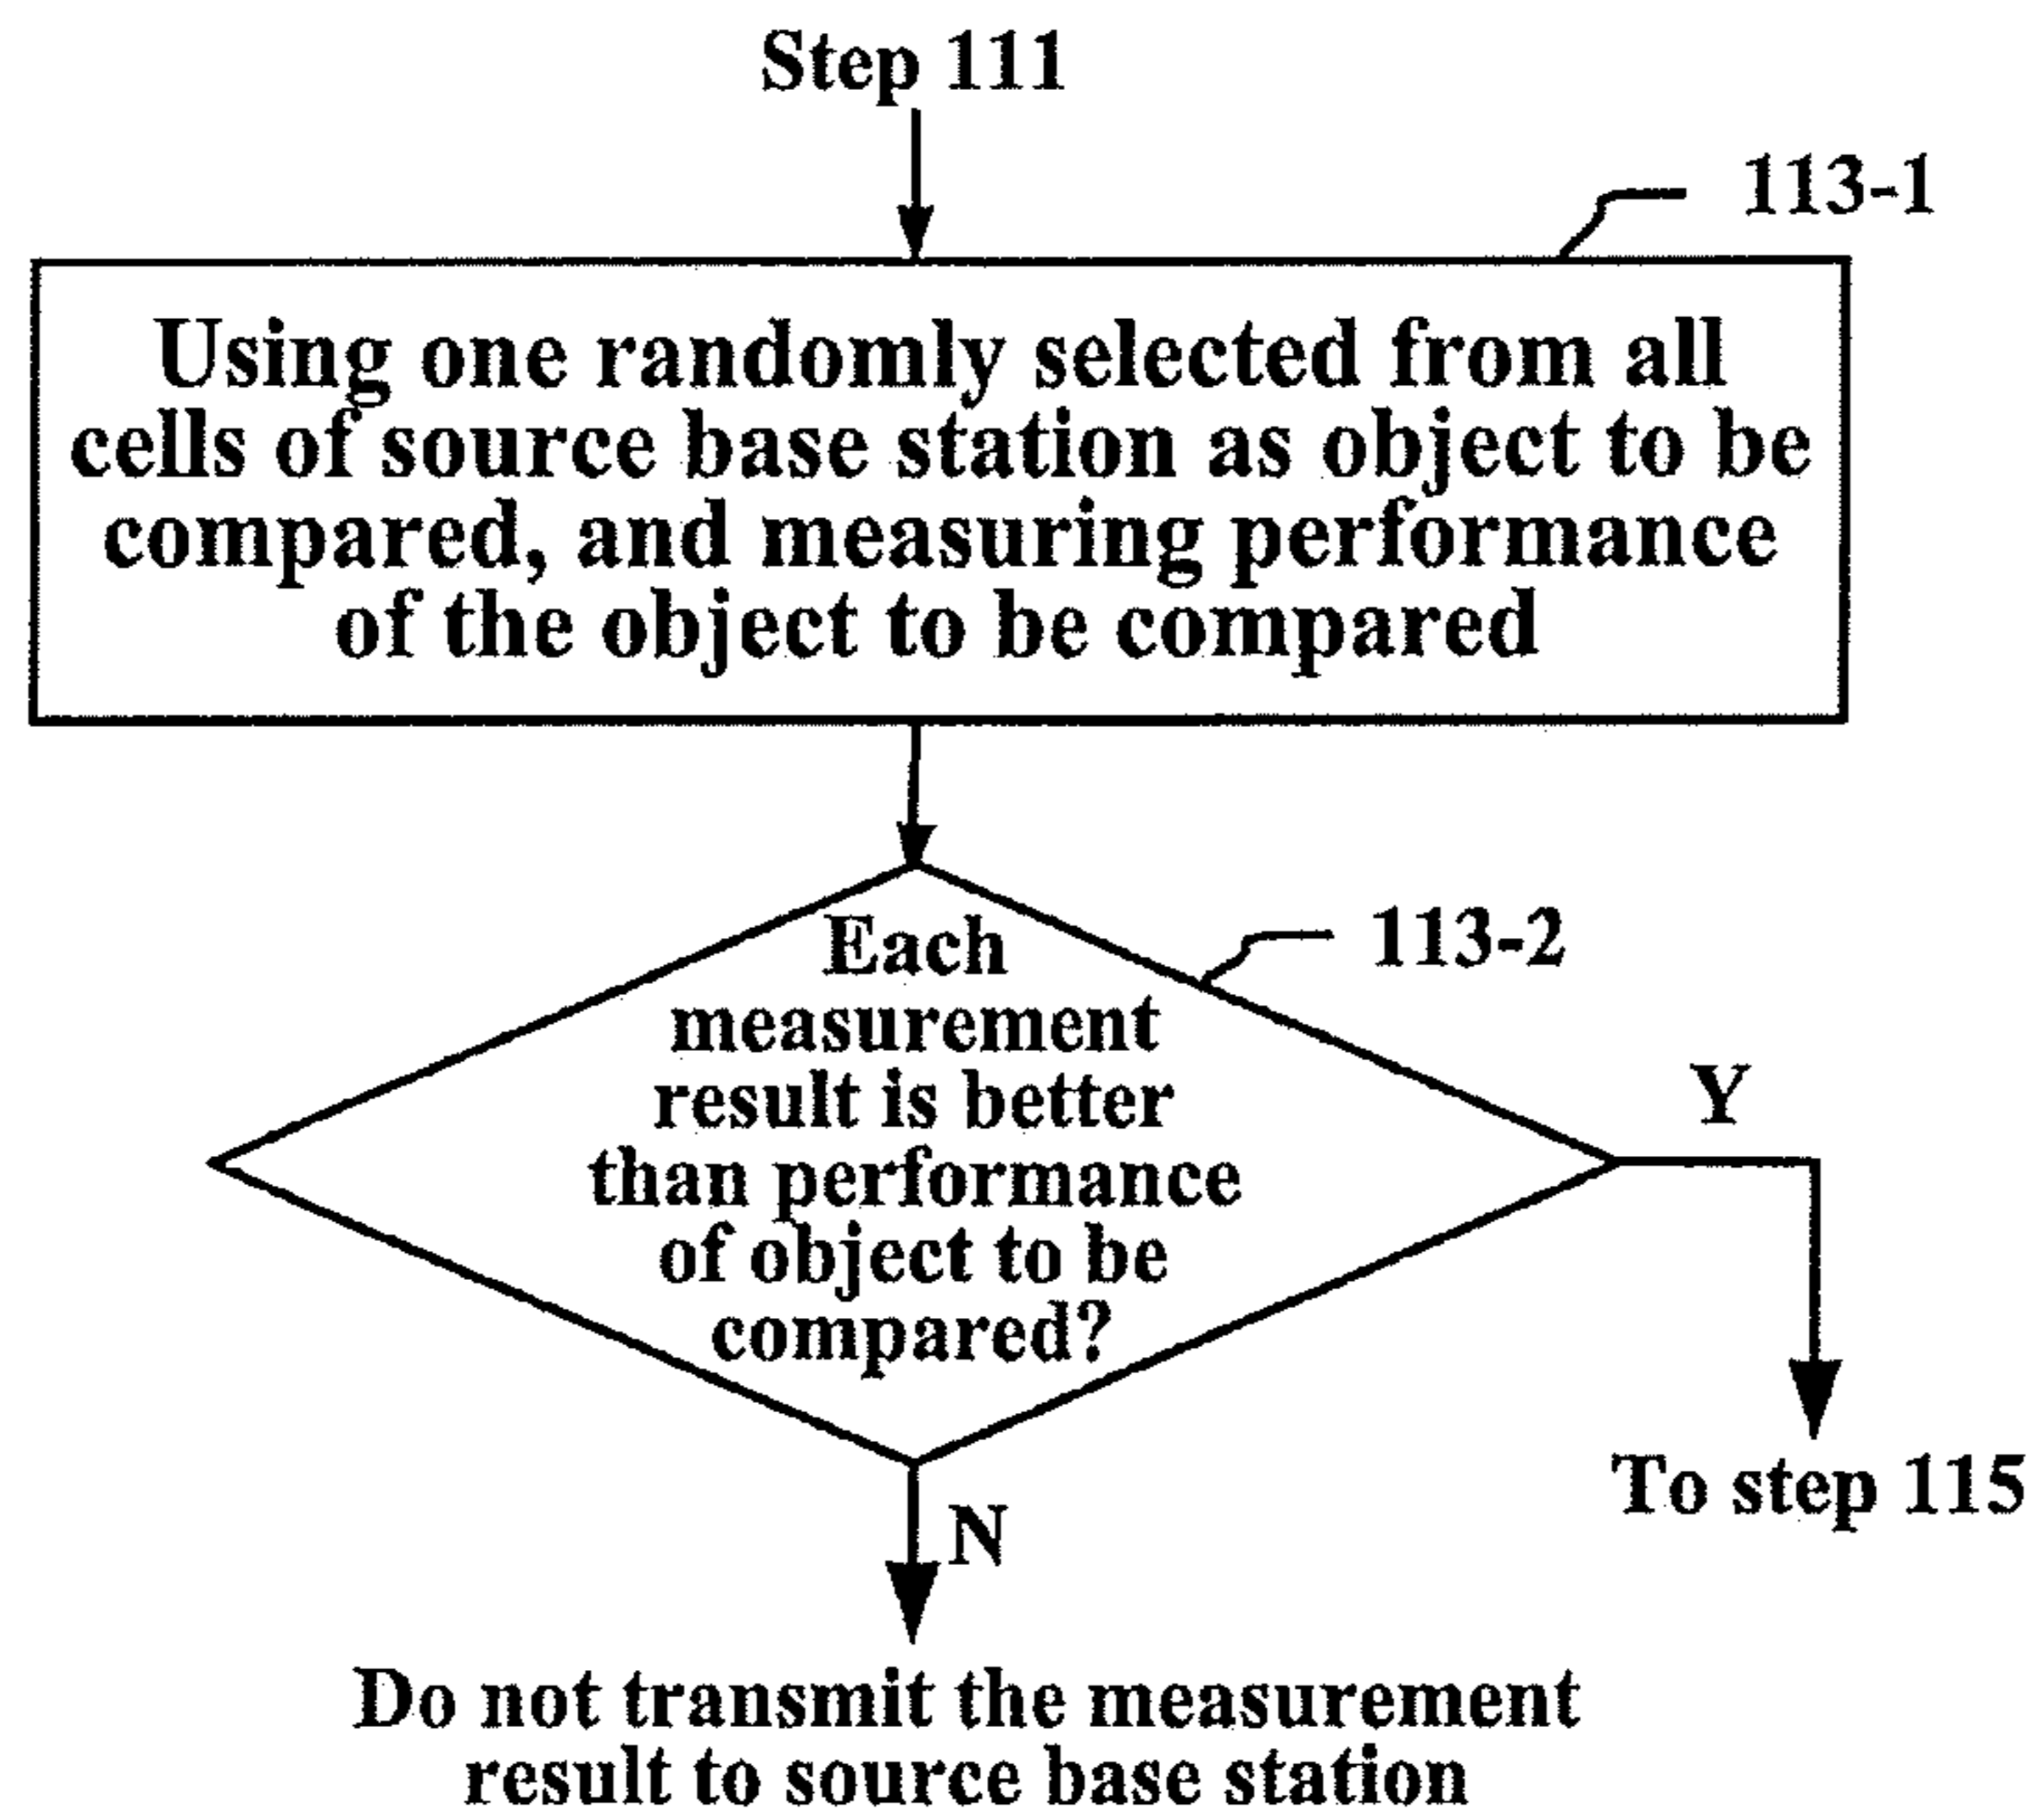 Step 111
113-1
Using one randomly selected from all
cells of source base station as object to be
compared, and measuring performance
of the object to be compared
Each
113-2
measurement
result is better
than performance
of object to be
compared?
Y
To step 115
N
Do not transmit the measurement
result to source base station